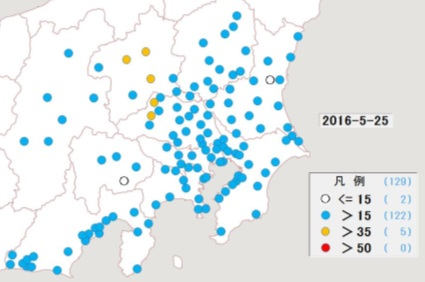 2016-5-25
凡 例 (129)
<= 15 ( 2)
> 15 (122)
> 35 ( 5)
> 50 ( 0)